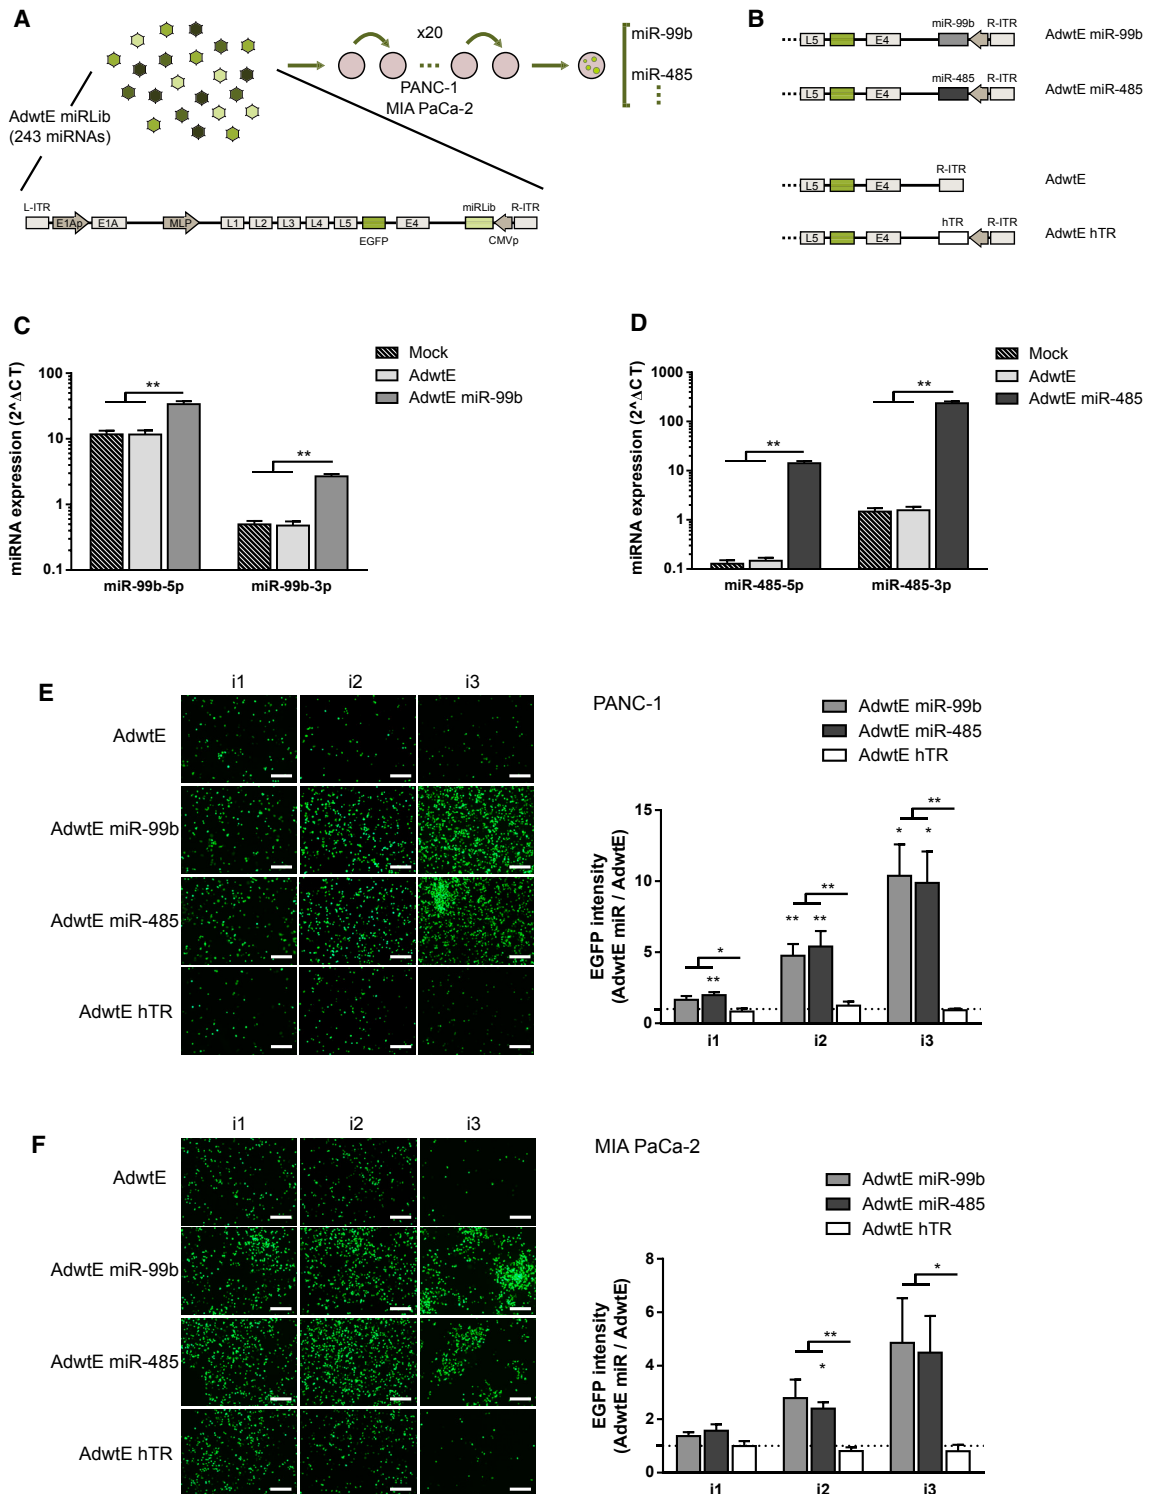 A
x20
PANC-1
MIA PaCa-2
miR-99b
miR-485
AdwtE miRLib
(243 miRNAs)
L-ITR
E1Ap
E1A
MLP
L1
L2
L3
L4
L5
EGFP
E4
miRLib
CMVp
R-ITR
B
L5
E4
miR-99b
R-ITR
AdwtE miR-99b
L5
E4
miR-485
R-ITR
AdwtE miR-485
L5
E4
R-ITR
AdwtE
L5
E4
hTR
R-ITR
AdwtE hTR
C
Mock
AdwtE
AdwtE miR-99b
miRNA expression (2^ΔCT)
100
10
1
0.1
**
**
miR-99b-5p
miR-99b-3p
D
Mock
AdwtE
AdwtE miR-485
miRNA expression (2^ΔCT)
1000
100
10
1
0.1
**
**
miR-485-5p
miR-485-3p
E
i1
i2
i3
AdwtE
AdwtE miR-99b
AdwtE miR-485
AdwtE hTR
PANC-1
AdwtE miR-99b
AdwtE miR-485
AdwtE hTR
EGFP intensity
(AdwtE miR / AdwtE)
15
10
5
0
*
**
**
** **
**
* *
i1
i2
i3
F
i1
i2
i3
AdwtE
AdwtE miR-99b
AdwtE miR-485
AdwtE hTR
MIA PaCa-2
AdwtE miR-99b
AdwtE miR-485
AdwtE hTR
EGFP intensity
(AdwtE miR / AdwtE)
8
6
4
2
0
**
*
*
i1
i2
i3